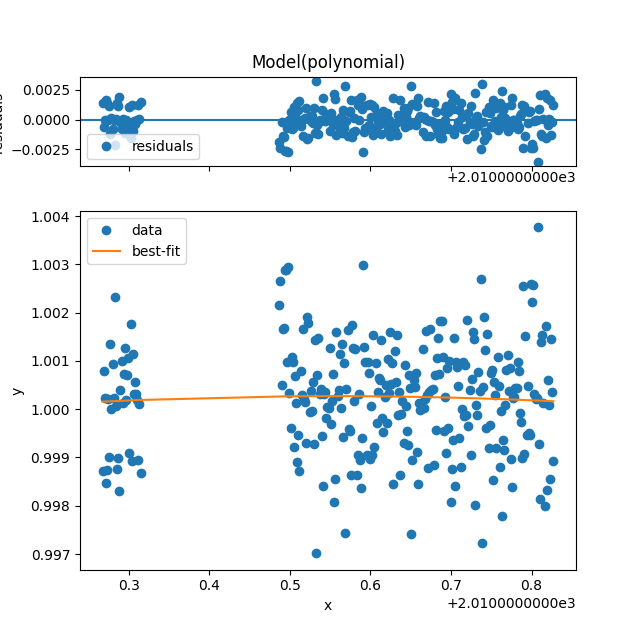 Model(polynomial)
0.0025
0.0000
−0.0025
residuals
+2.0100000000e3
1.004
1.003
1.002
1.001
1.000
0.999
0.998
0.997
y
data
best-fit
0.3
0.4
0.5
0.6
0.7
0.8
x
+2.0100000000e3